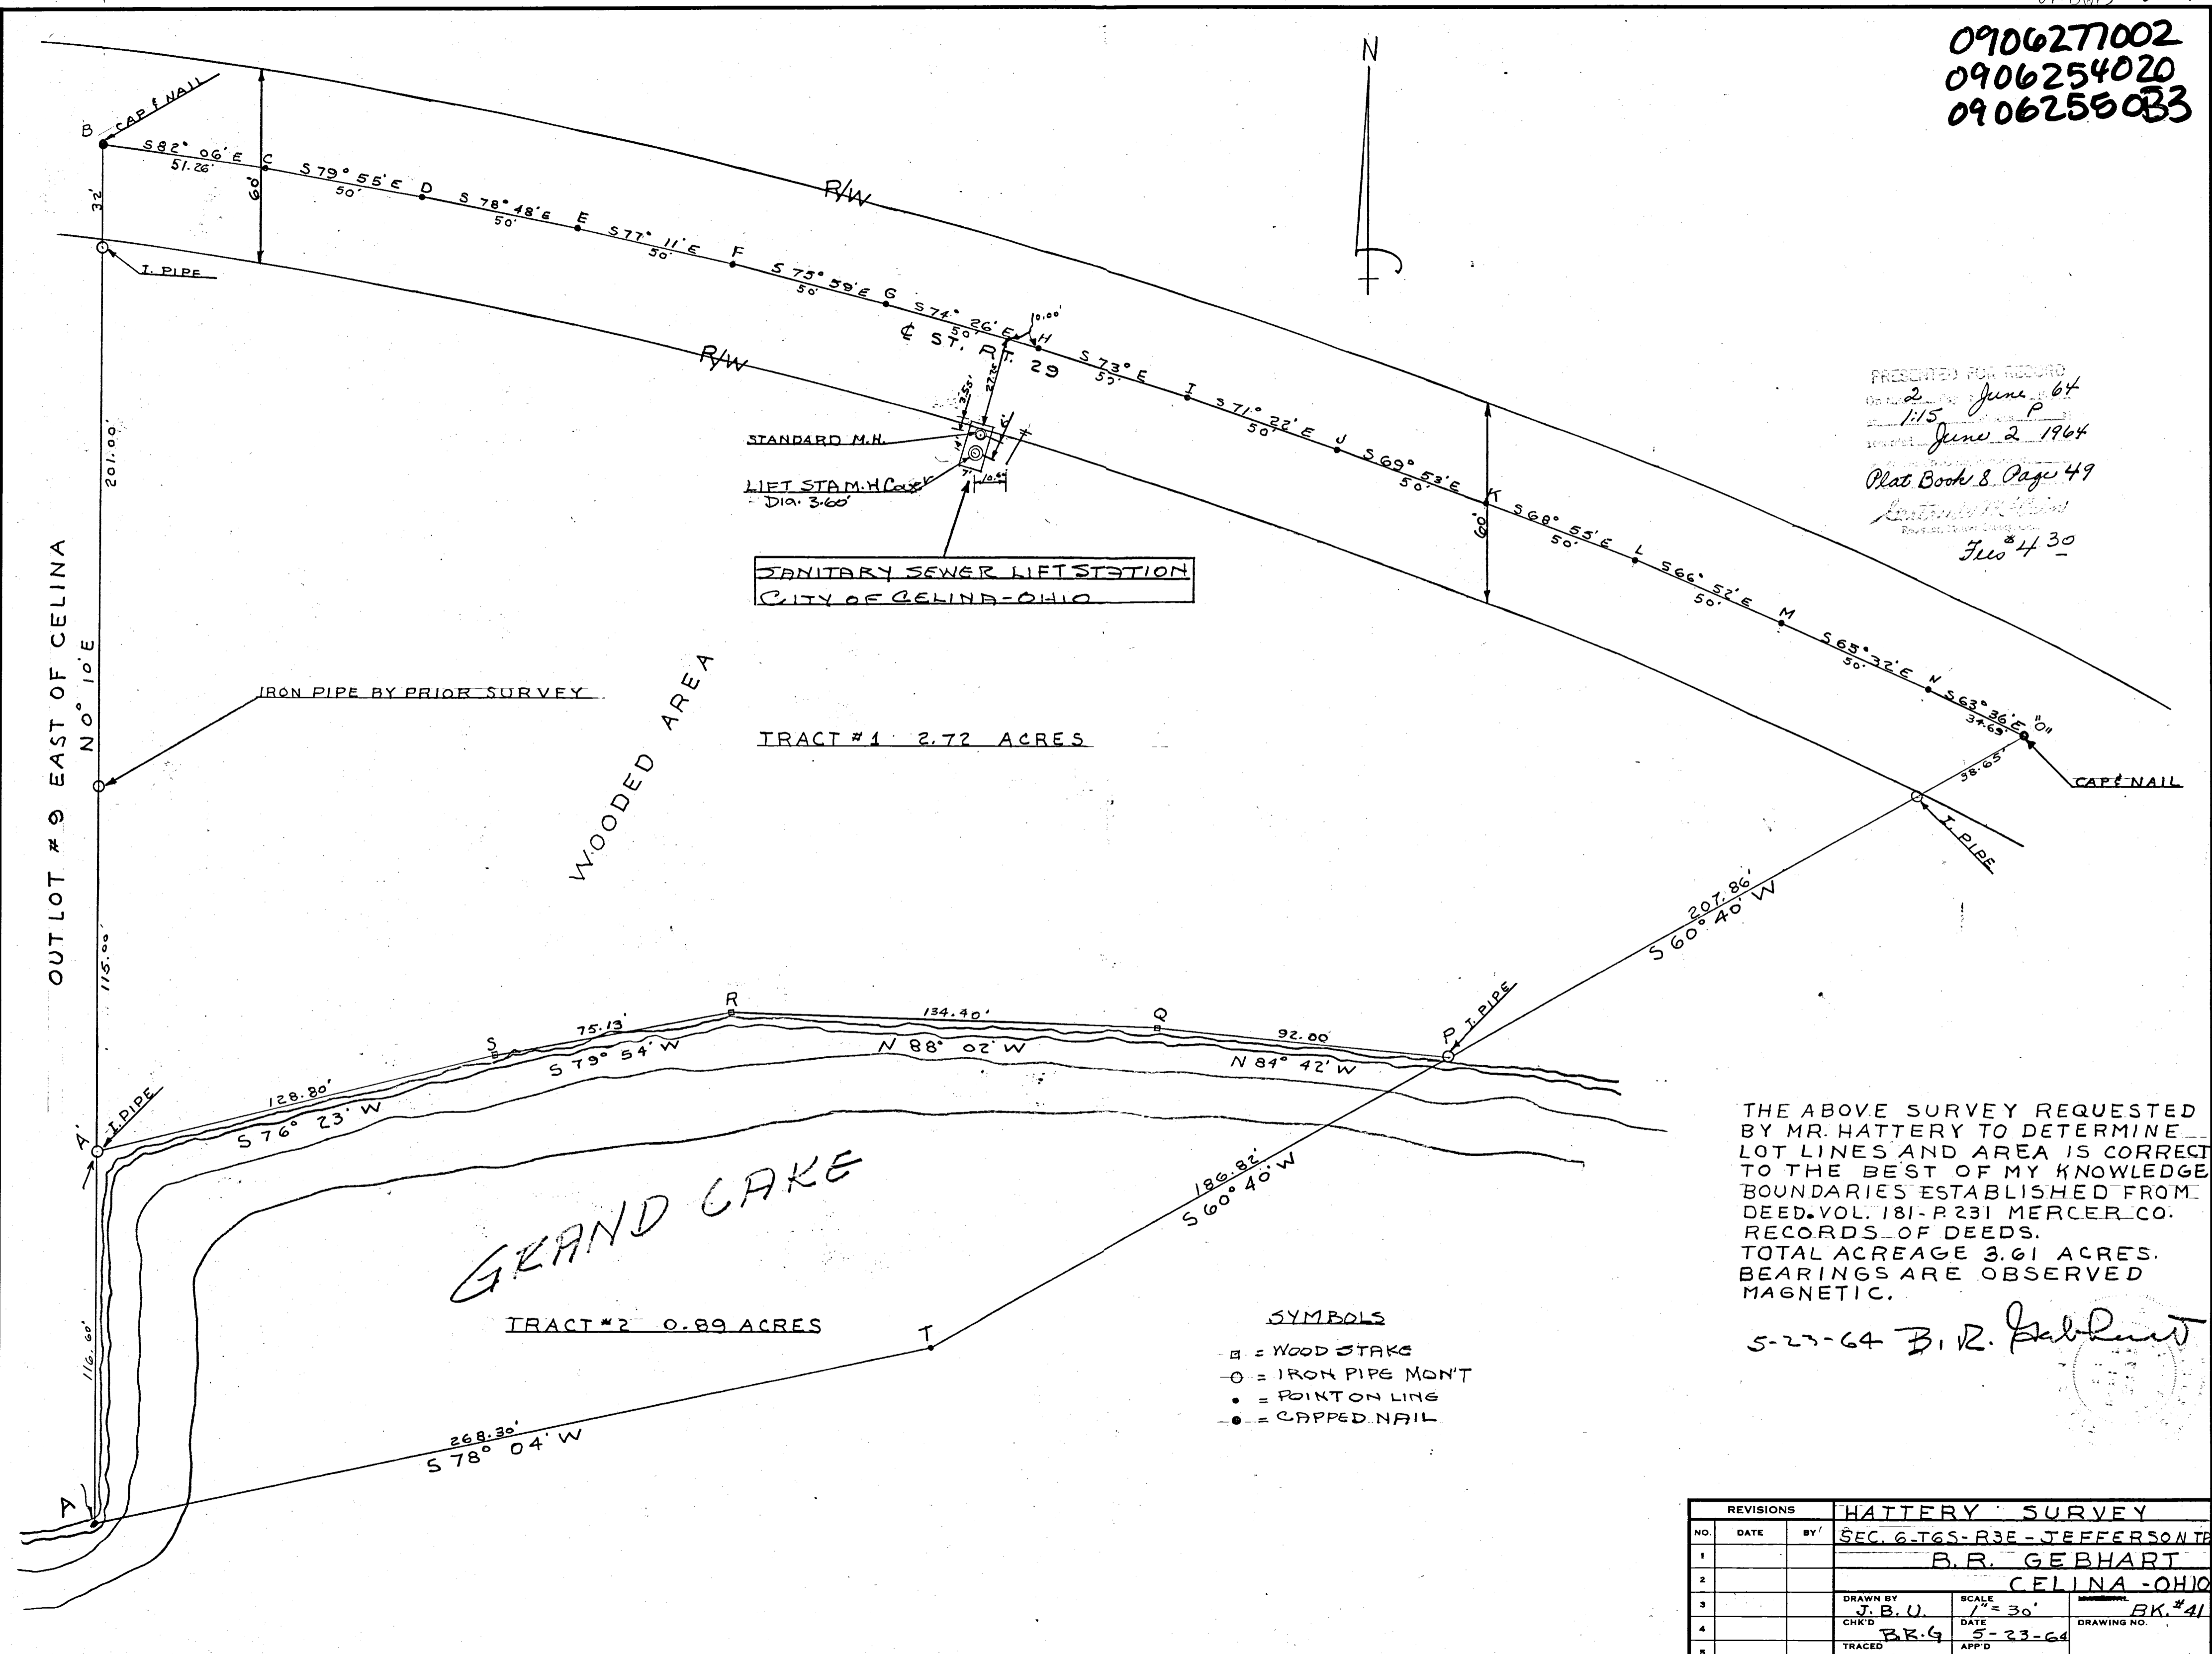 0906277002
0906254020
09062550B3
N
B
CAP & NAIL
S 82° 06' E
51.26'
C
S 79° 55' E
50'
D
S 78° 48' E
50'
E
S 77° 11' E
50'
F
S 75° 59' E
50'
G
S 74° 26' E
50'
10.00'
H
S 73° E
50'
I
S 71° 22' E
50'
J
S 69° 53' E
50'
K
S 68° 55' E
50'
L
S 66° 52' E
50'
M
S 65° 32' E
50'
N
S 63° 36' E
34.69'
"O"
CAP & NAIL
38.65'
I. PIPE
R/W
R/W
60'
60'
32'
I. PIPE
℄ ST. RT. 29
3.55'
6'
14'
7'
STANDARD M.H.
LIFT STA M.H Cover
Dia. 3.60'
SANITARY SEWER LIFT STATION
CITY OF CELINA-OHIO
PRESENTED FOR RECORD
2 June 64
1:15 P
June 2 1964
Plat Book 8 Page 49
Fees $4 30
201.00'
OUTLOT # 9 EAST OF CELINA
N 0° 10' E
IRON PIPE BY PRIOR SURVEY
WOODED AREA
TRACT #1 2.72 ACRES
115.00'
207.86'
S 60° 40' W
A'
I. PIPE
128.80'
S 76° 23' W
S
75.13'
S 79° 54' W
R
134.40'
N 88° 02' W
Q
92.00
N 84° 42' W
P
I. PIPE
186.82'
S 60° 40' W
GRAND LAKE
TRACT #2 0.89 ACRES
T
116.60'
268.30'
S 78° 04' W
A
SYMBOLS
= WOOD STAKE
= IRON PIPE MON'T
= POINT ON LINE
= CAPPED NAIL
THE ABOVE SURVEY REQUESTED
BY MR. HATTERY TO DETERMINE
LOT LINES AND AREA IS CORRECT
TO THE BEST OF MY KNOWLEDGE
BOUNDARIES ESTABLISHED FROM
DEED. VOL. 181-P. 231 MERCER CO.
RECORDS OF DEEDS.
TOTAL ACREAGE 3.61 ACRES.
BEARINGS ARE OBSERVED
MAGNETIC.
5-23-64 B. R. Gebhart
REVISIONS
NO. DATE BY
1
2
3
4
5
HATTERY SURVEY
SEC. 6-T6S-R3E-JEFFERSON TP
B. R. GEBHART
CELINA-OHIO
DRAWN BY J. B. U.
SCALE 1" = 30'
BK. #41
CHK'D B.R.G
DATE 5-23-64
DRAWING NO.
TRACED
APP'D